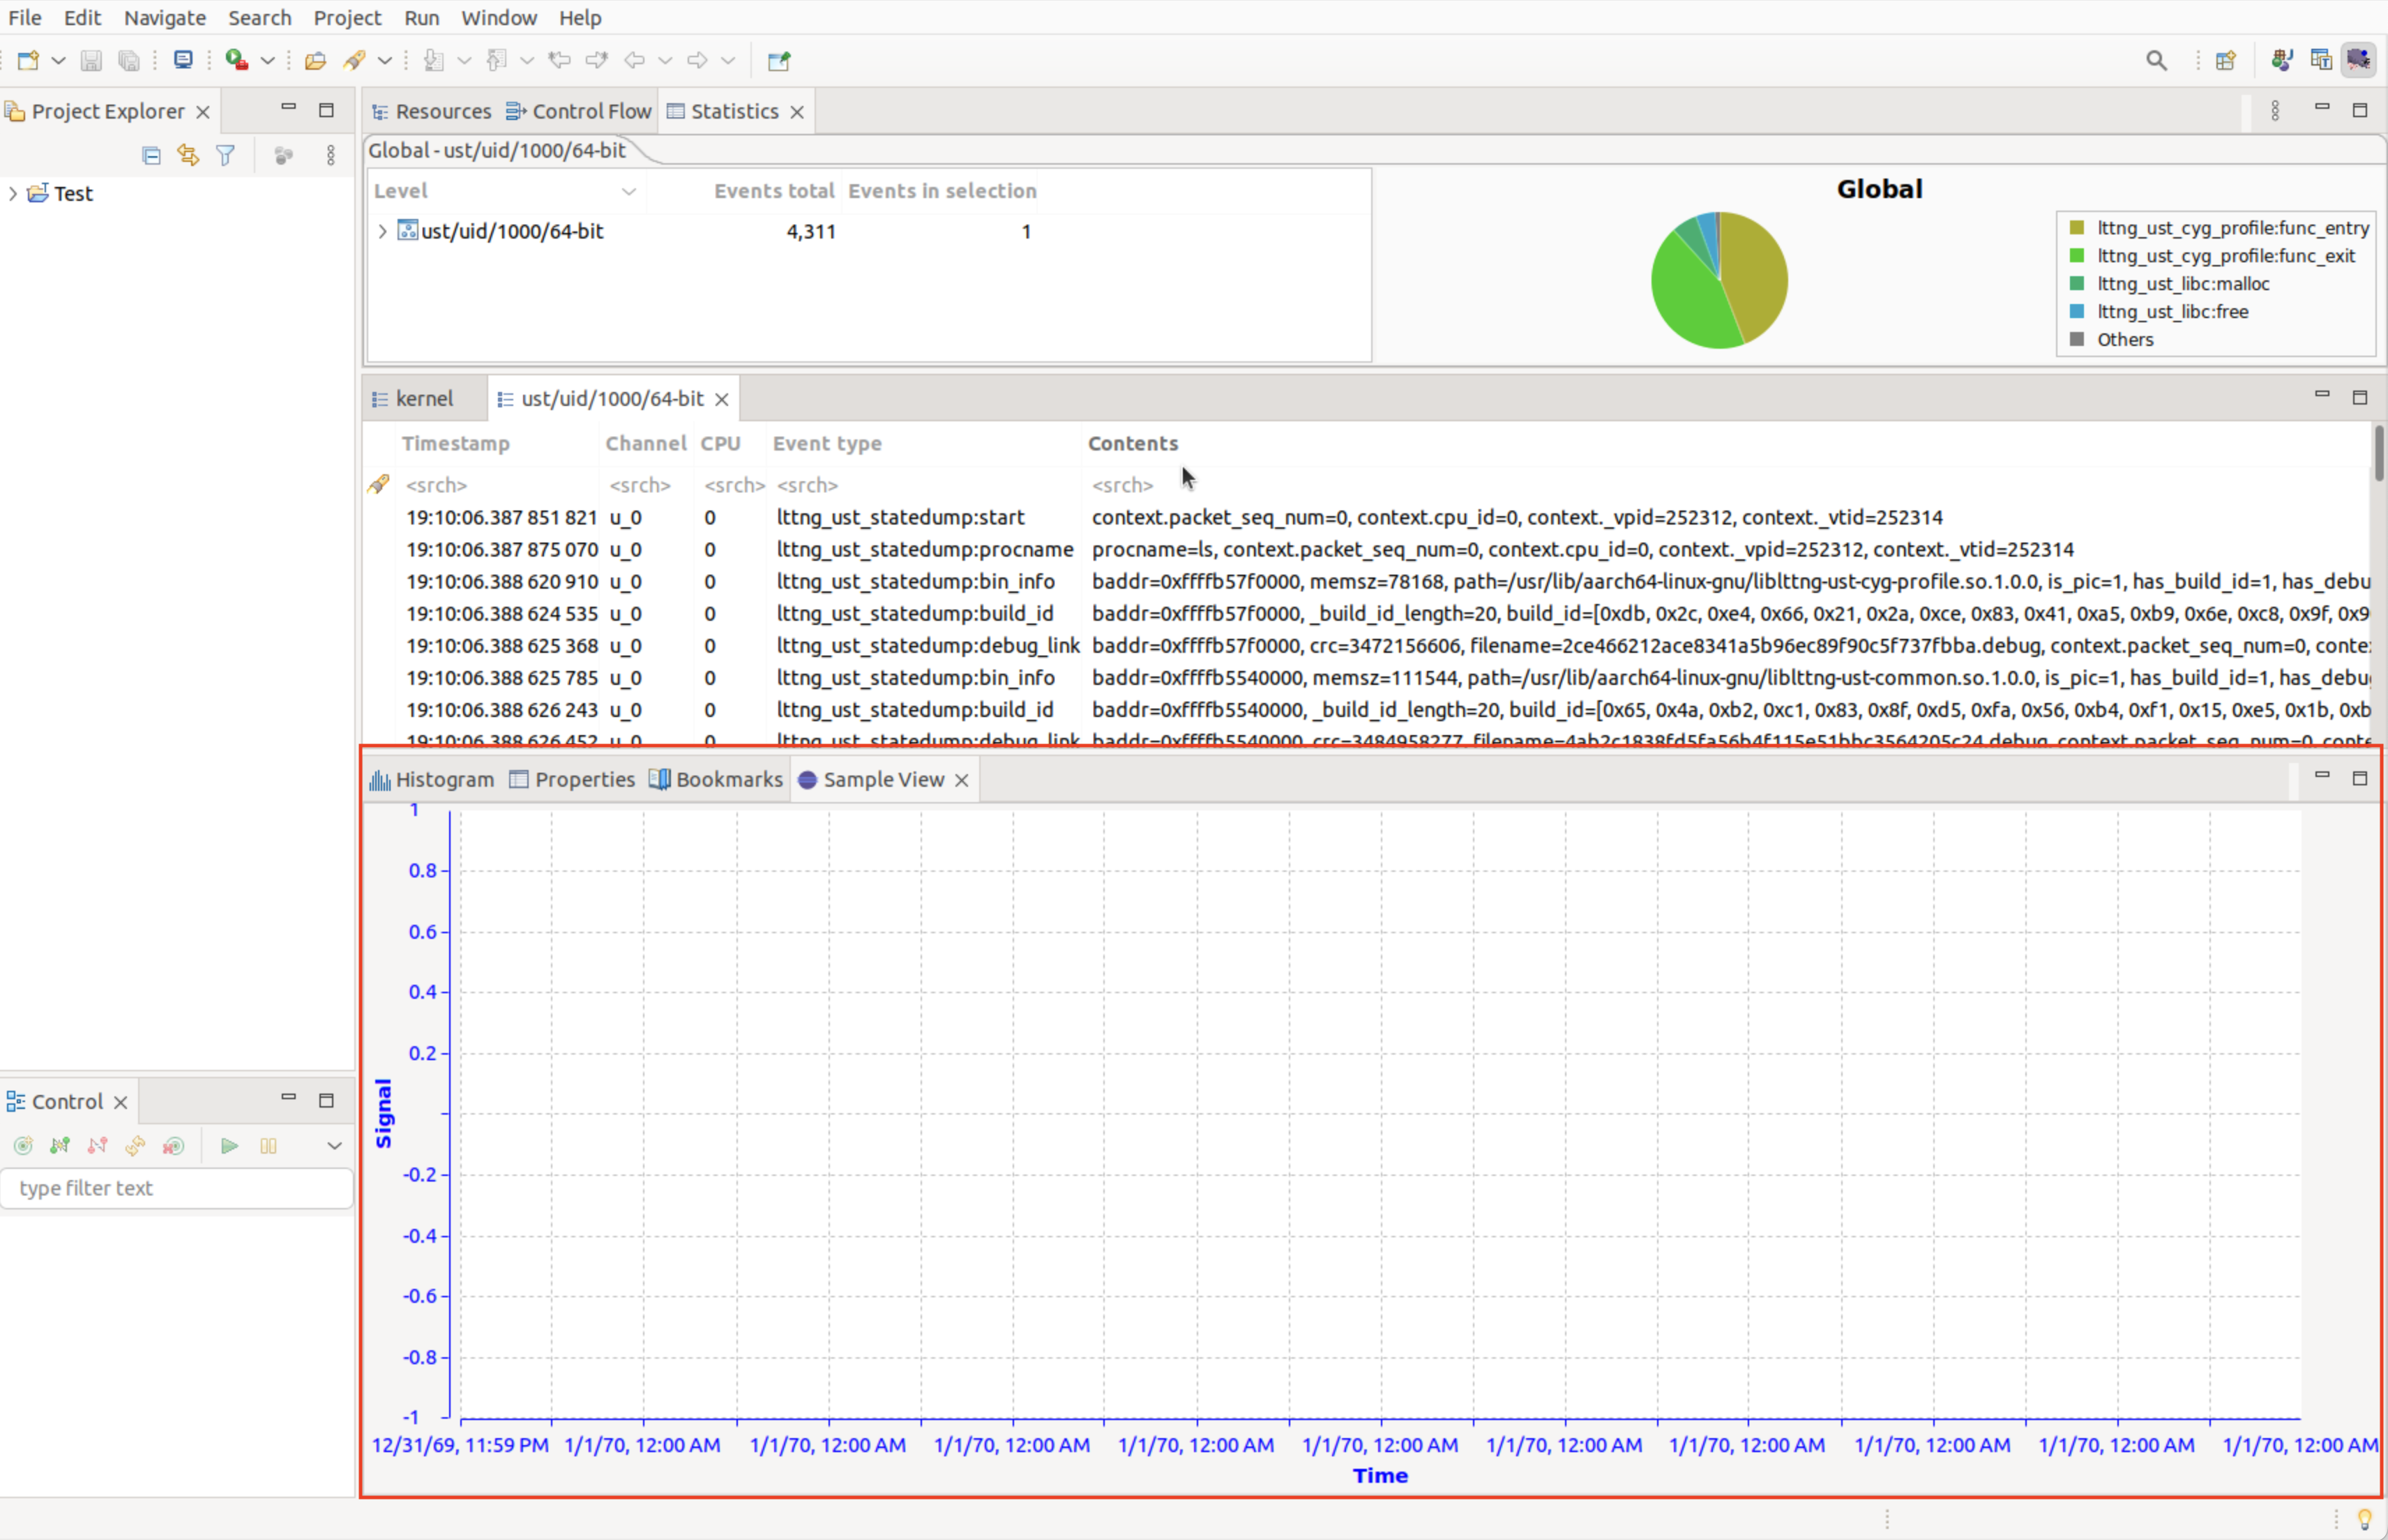 File Edit Navigate Search Project Run Window Help
Project Explorer
Test
Resources Control Flow Statistics
Global - ust/uid/1000/64-bit
Level Events total Events in selection
ust/uid/1000/64-bit 4,311 1
Global
lttng_ust_cyg_profile:func_entry
lttng_ust_cyg_profile:func_exit
lttng_ust_libc:malloc
lttng_ust_libc:free
Others
kernel ust/uid/1000/64-bit
Timestamp Channel CPU Event type Contents
<srch> <srch> <srch> <srch> <srch>
19:10:06.387 851 821 u_0 0 lttng_ust_statedump:start context.packet_seq_num=0, context.cpu_id=0, context._vpid=252312, context._vtid=252314
19:10:06.387 875 070 u_0 0 lttng_ust_statedump:procname procname=ls, context.packet_seq_num=0, context.cpu_id=0, context._vpid=252312, context._vtid=252314
19:10:06.388 620 910 u_0 0 lttng_ust_statedump:bin_info baddr=0xffffb57f0000, memsz=78168, path=/usr/lib/aarch64-linux-gnu/liblttng-ust-cyg-profile.so.1.0.0, is_pic=1, has_build_id=1, has_debu
19:10:06.388 624 535 u_0 0 lttng_ust_statedump:build_id baddr=0xffffb57f0000, _build_id_length=20, build_id=[0xdb, 0x2c, 0xe4, 0x66, 0x21, 0x2a, 0xce, 0x83, 0x41, 0xa5, 0xb9, 0x6e, 0xc8, 0x9f, 0x9
19:10:06.388 625 368 u_0 0 lttng_ust_statedump:debug_link baddr=0xffffb57f0000, crc=3472156606, filename=2ce466212ace8341a5b96ec89f90c5f737fbba.debug, context.packet_seq_num=0, conte
19:10:06.388 625 785 u_0 0 lttng_ust_statedump:bin_info baddr=0xffffb5540000, memsz=111544, path=/usr/lib/aarch64-linux-gnu/liblttng-ust-common.so.1.0.0, is_pic=1, has_build_id=1, has_debu
19:10:06.388 626 243 u_0 0 lttng_ust_statedump:build_id baddr=0xffffb5540000, _build_id_length=20, build_id=[0x65, 0x4a, 0xb2, 0xc1, 0x83, 0x8f, 0xd5, 0xfa, 0x56, 0xb4, 0xf1, 0x15, 0xe5, 0x1b, 0xb
19:10:06.388 626 452 u_0 0 lttng_ust_statedump:debug_link baddr=0xffffb5540000, crc=3484958277, filename=4ab2c1838fd5fa56b4f115e51bbc3564205c24.debug, context.packet_seq_num=0, conte
Histogram Properties Bookmarks Sample View
1
0.8
0.6
0.4
0.2
-0.2
-0.4
-0.6
-0.8
-1
Signal
12/31/69, 11:59 PM 1/1/70, 12:00 AM 1/1/70, 12:00 AM 1/1/70, 12:00 AM 1/1/70, 12:00 AM 1/1/70, 12:00 AM 1/1/70, 12:00 AM 1/1/70, 12:00 AM 1/1/70, 12:00 AM 1/1/70, 12:00 AM 1/1/70, 12:00 AM
Time
Control
type filter text